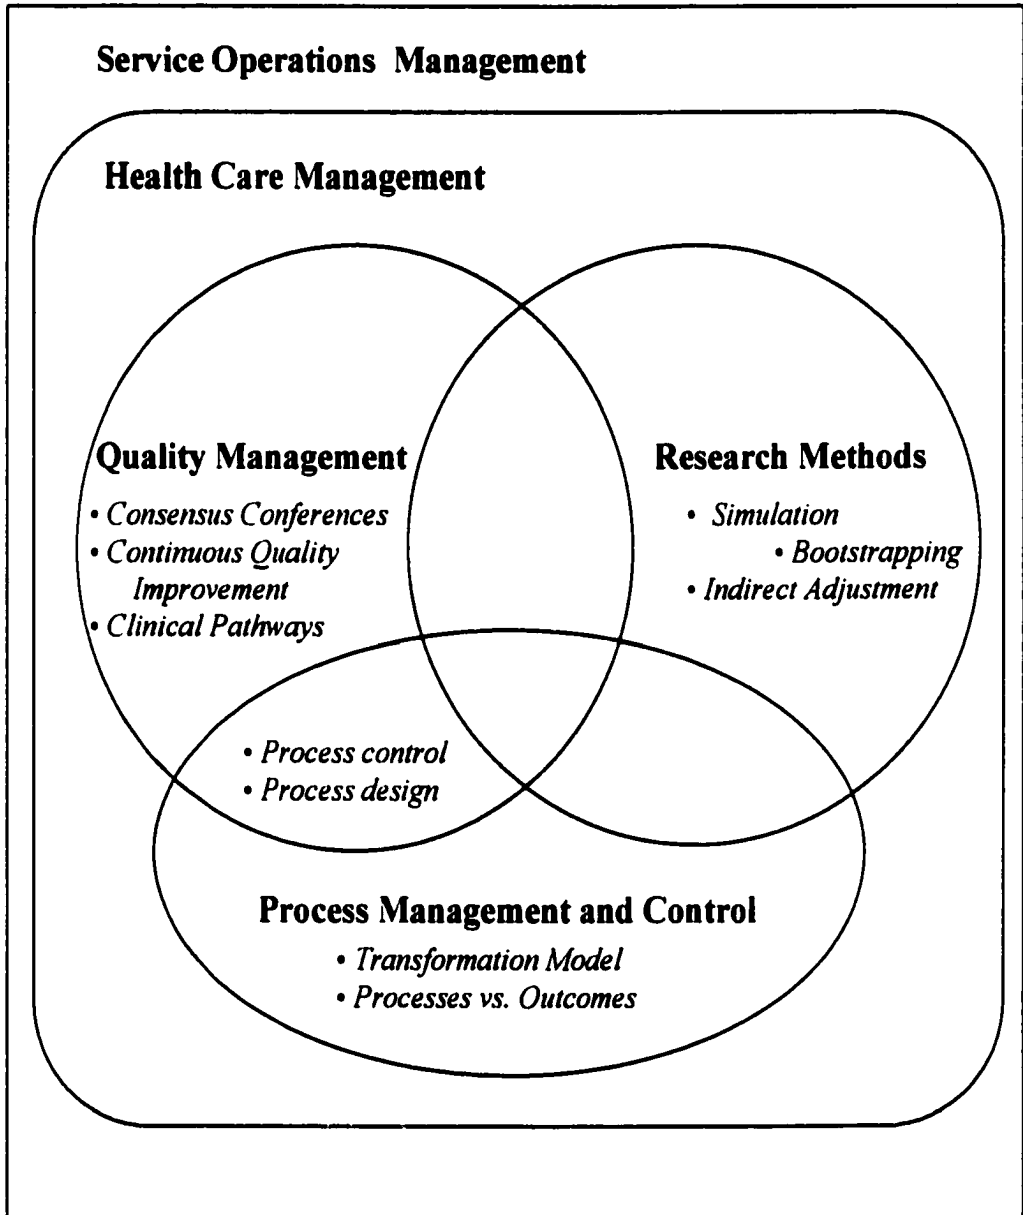 Service Operations Management
Health Care Management
Quality Management
• Consensus Conferences
• Continuous Quality
Improvement
• Clinical Pathways
Research Methods
• Simulation
• Bootstrapping
• Indirect Adjustment
• Process control
• Process design
Process Management and Control
• Transformation Model
• Processes vs. Outcomes